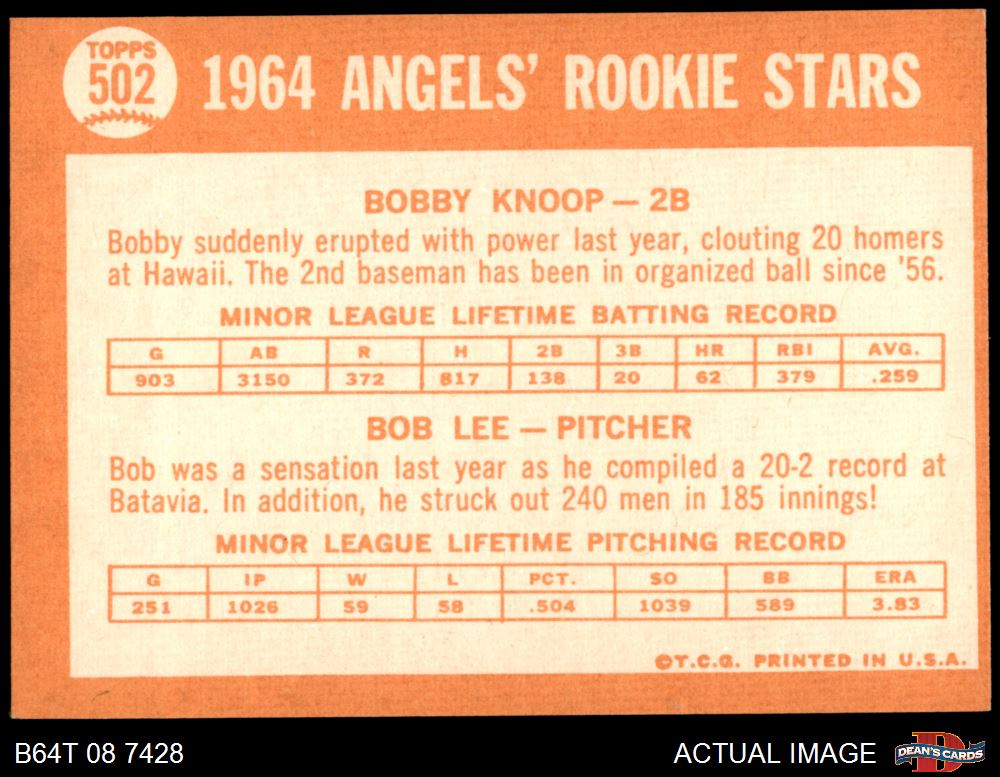 TOPPS
502
1964 ANGELS' ROOKIE STARS
BOBBY KNOOP — 2B
Bobby suddenly erupted with power last year, clouting 20 homers
at Hawaii. The 2nd baseman has been in organized ball since '56.
MINOR LEAGUE LIFETIME BATTING RECORD
G AB R H 2B 3B HR RBI AVG.
903 3150 372 817 138 20 62 379 .259
BOB LEE — PITCHER
Bob was a sensation last year as he compiled a 20-2 record at
Batavia. In addition, he struck out 240 men in 185 innings!
MINOR LEAGUE LIFETIME PITCHING RECORD
G IP W L PCT. SO BB ERA
251 1026 59 58 .504 1039 589 3.83
©T.C.G. PRINTED IN U.S.A.
B64T 08 7428
ACTUAL IMAGE
D
DEAN'S CARDS